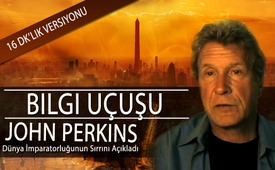 16 DK'LIK VERSIYONU
BILGI UÇUŞU
JOHN PERKINS
Dünya İmparatorluğunun Sırrını Açıkladı